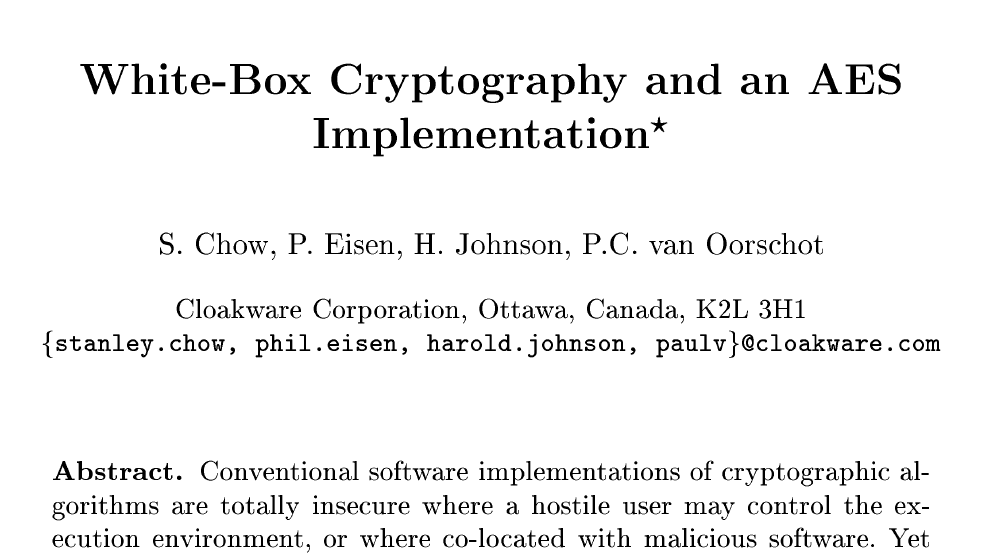 White-Box Cryptography and an AES
Implementation⋆
S. Chow, P. Eisen, H. Johnson, P.C. van Oorschot
Cloakware Corporation, Ottawa, Canada, K2L 3H1
{stanley.chow, phil.eisen, harold.johnson, paulv}@cloakware.com
Abstract. Conventional software implementations of cryptographic al-
gorithms are totally insecure where a hostile user may control the ex-
ecution environment, or where co-located with malicious software. Yet